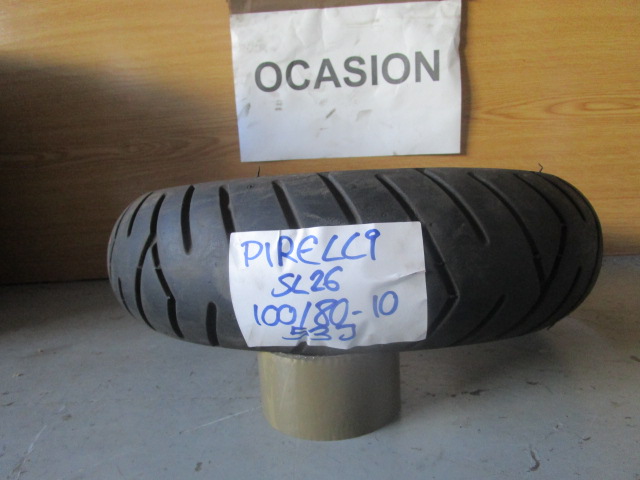 OCASION
PIRELLI
SL26
100/80-10
53J